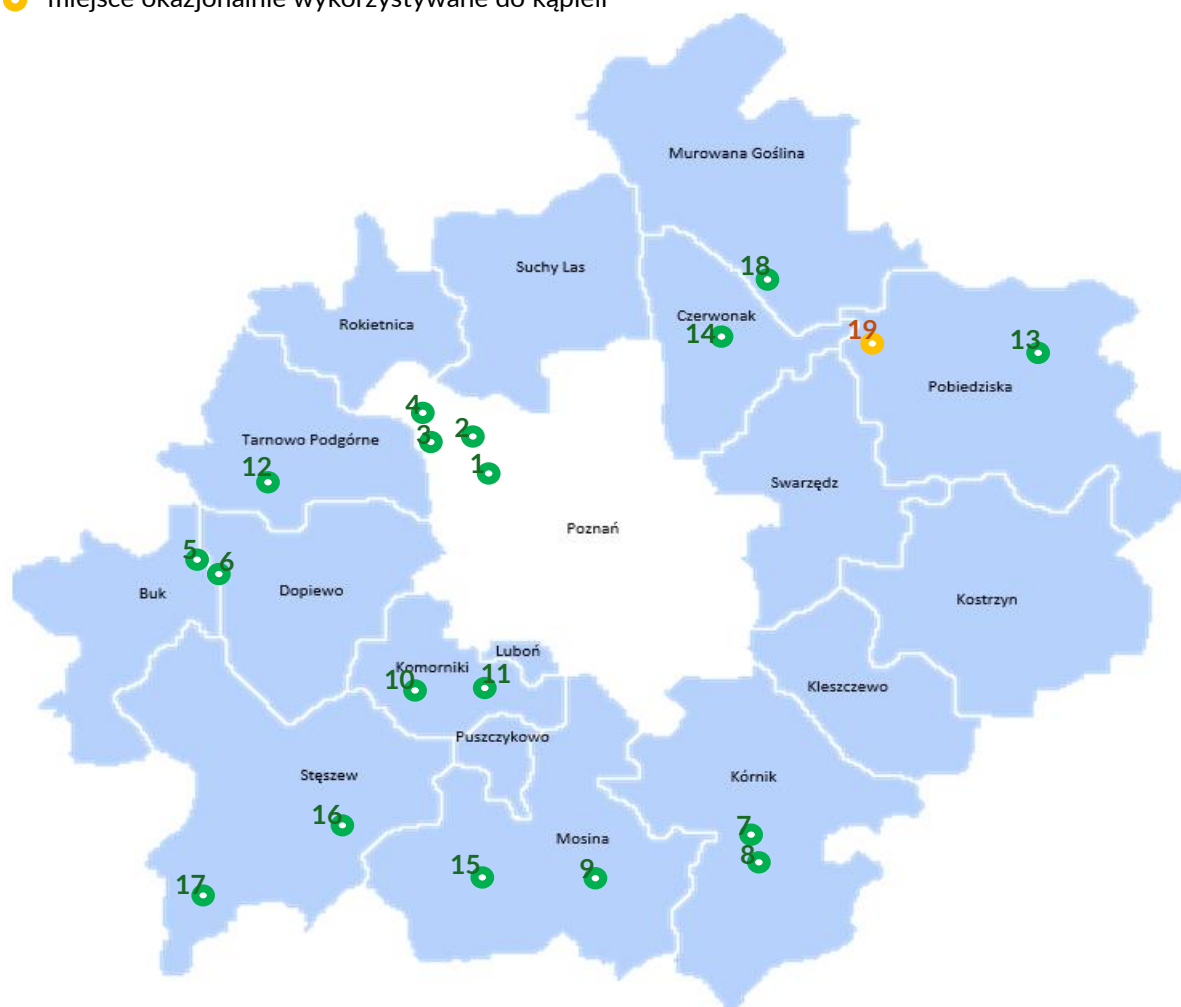 miejsce okazjonalnie wykorzystywane do kąpieli
Murowana Goślina
Suchy Las
18
Czerwonak
14
Rokietnica
19
13
Pobiedziska
4
3
2
1
Tarnowo Podgórne
12
Swarzędz
Poznań
5
6
Buk
Dopiewo
Kostrzyn
Luboń
Komorniki
10
11
Kleszczewo
Puszczykowo
Stęszew
Kórnik
16
7
8
Mosina
15
9
17